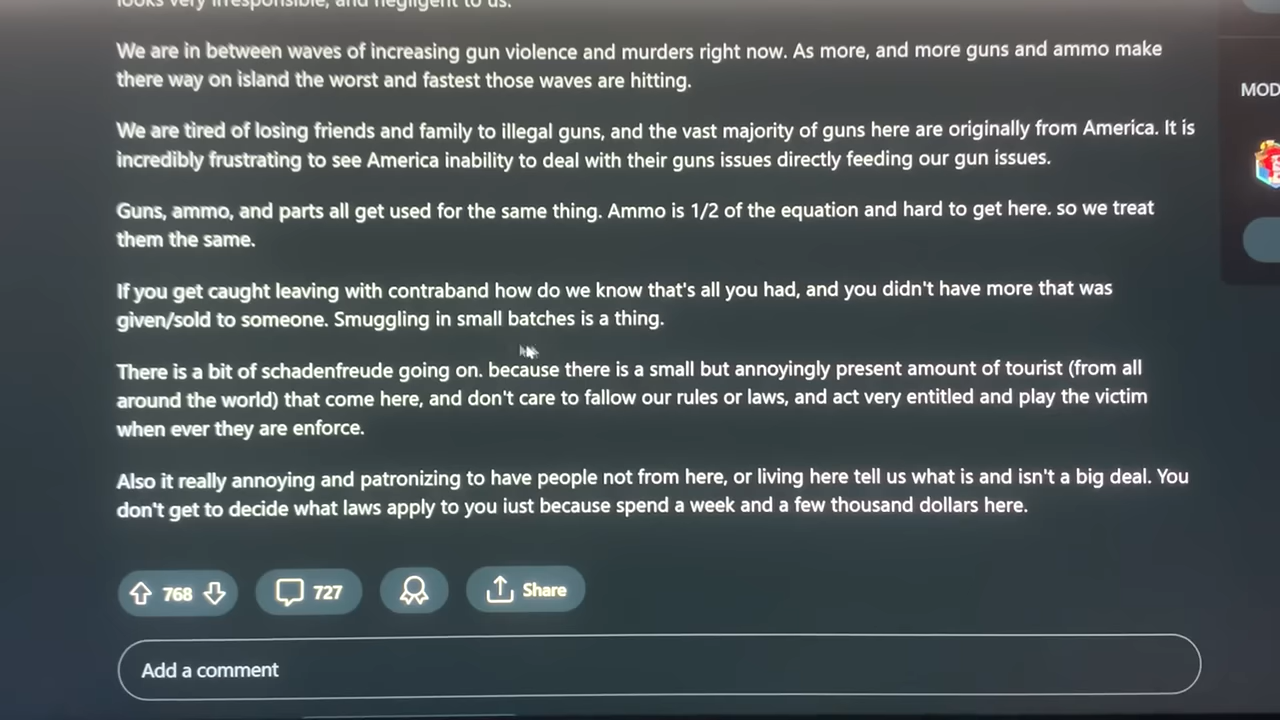 looks very irresponsible, and negligent to us.
We are in between waves of increasing gun violence and murders right now. As more, and more guns and ammo make
there way on island the worst and fastest those waves are hitting.
We are tired of losing friends and family to illegal guns, and the vast majority of guns here are originally from America. It is
incredibly frustrating to see America inability to deal with their guns issues directly feeding our gun issues.
Guns, ammo, and parts all get used for the same thing. Ammo is 1/2 of the equation and hard to get here. so we treat
them the same.
If you get caught leaving with contraband how do we know that's all you had, and you didn't have more that was
given/sold to someone. Smuggling in small batches is a thing.
There is a bit of schadenfreude going on. because there is a small but annoyingly present amount of tourist (from all
around the world) that come here, and don't care to fallow our rules or laws, and act very entitled and play the victim
when ever they are enforce.
Also it really annoying and patronizing to have people not from here, or living here tell us what is and isn't a big deal. You
don't get to decide what laws apply to you just because spend a week and a few thousand dollars here.
768 727 Share
Add a comment
MOD